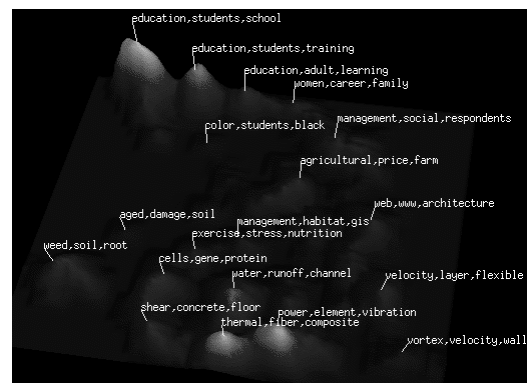 education,students,school
education,students,training
education,adult,learning
women,career,family
management,social,respondents
color,students,black
agricultural,price,farm
web,www,architecture
aged,damage,soil
management,habitat,gis
exercise,stress,nutrition
weed,soil,root
cells,gene,protein
water,runoff,channel
velocity,layer,flexible
shear,concrete,floor
power,element,vibration
thermal,fiber,composite
vortex,velocity,wall